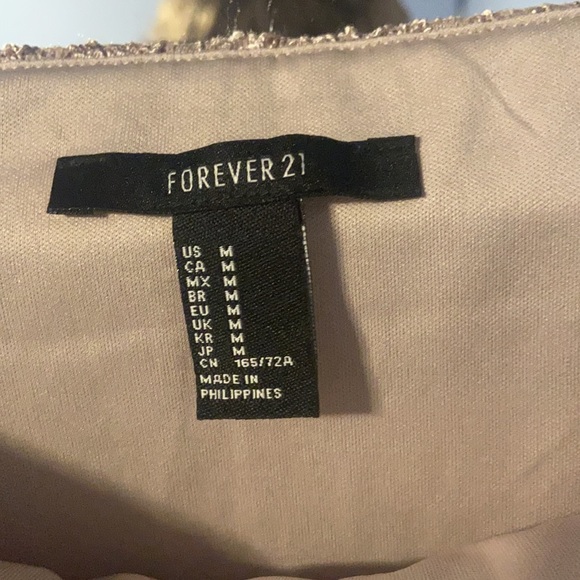 FOREVER 21
US M
CA M
MX M
BR M
EU M
UK M
KR M
JP M
CN 165/72A
MADE IN
PHILIPPINES